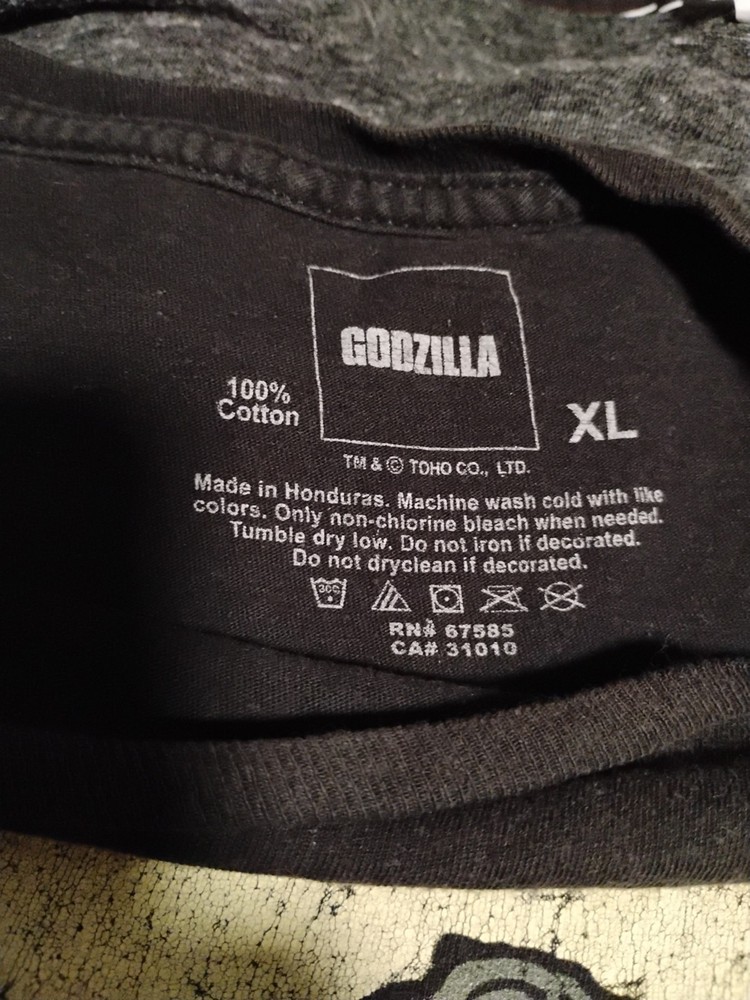 GODZILLA
100%
Cotton
XL
TM & © TOHO CO., LTD.
Made in Honduras. Machine wash cold with like
colors. Only non-chlorine bleach when needed.
Tumble dry low. Do not iron if decorated.
Do not dryclean if decorated.
30C
RN# 67585
CA# 31010